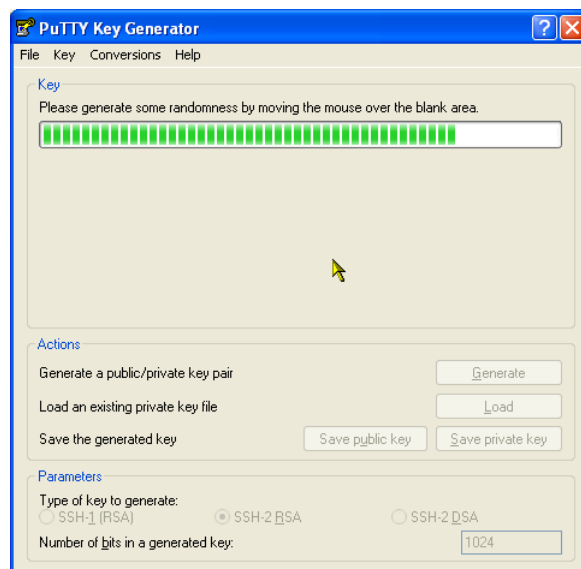 PuTTY Key Generator
File Key Conversions Help
Key
Please generate some randomness by moving the mouse over the blank area.
Actions
Generate a public/private key pair Generate
Load an existing private key file Load
Save the generated key Save public key Save private key
Parameters
Type of key to generate:
SSH-1 (RSA) SSH-2 RSA SSH-2 DSA
Number of bits in a generated key: 1024